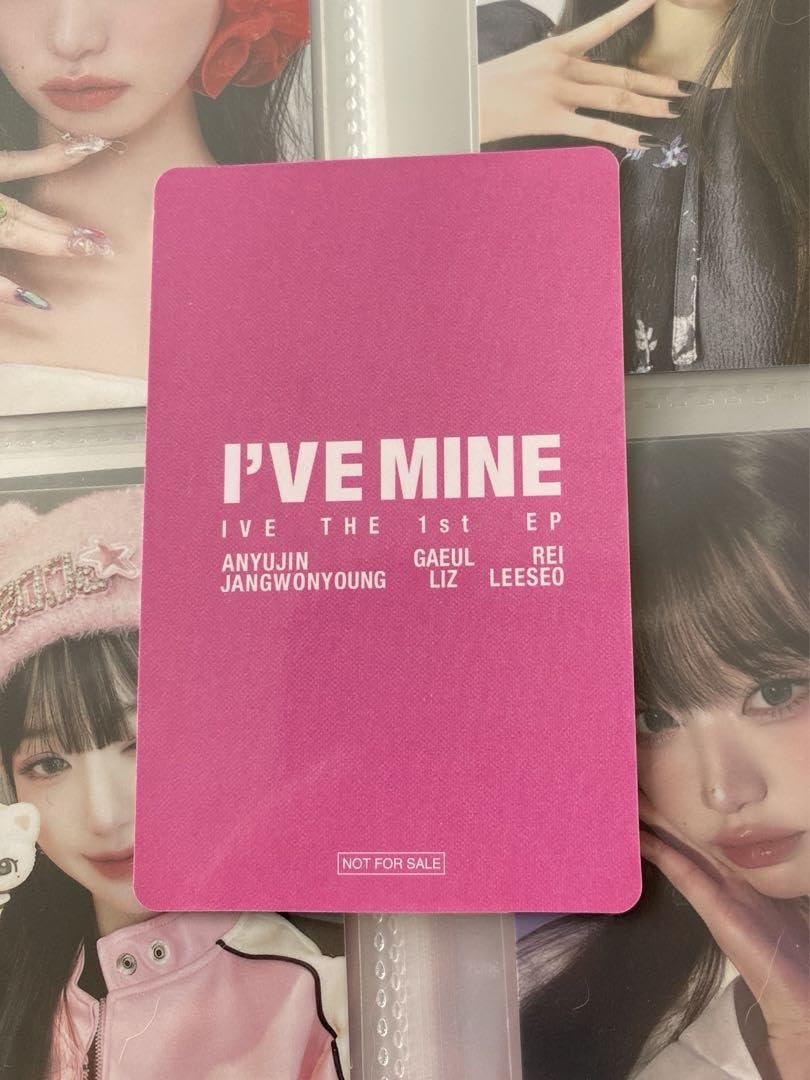 I'VE MINE
IVE THE 1st EP
ANYUJIN GAEUL REI
JANGWONYOUNG LIZ LEESEO
NOT FOR SALE